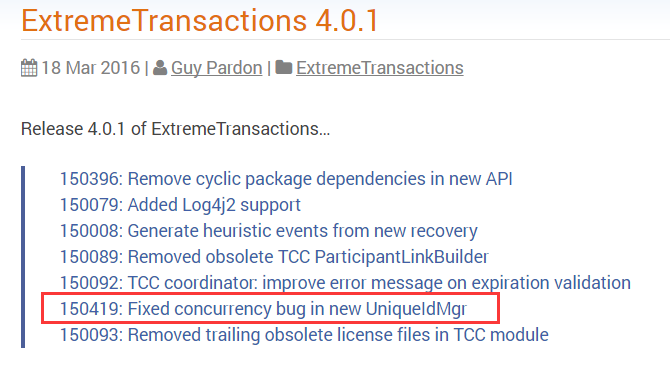 ExtremeTransactions 4.0.1
18 Mar 2016 | Guy Pardon | ExtremeTransactions
Release 4.0.1 of ExtremeTransactions…
150396: Remove cyclic package dependencies in new API
150079: Added Log4j2 support
150008: Generate heuristic events from new recovery
150089: Removed obsolete TCC ParticipantLinkBuilder
150092: TCC coordinator: improve error message on expiration validation
150419: Fixed concurrency bug in new UniqueIdMgr
150093: Removed trailing obsolete license files in TCC module